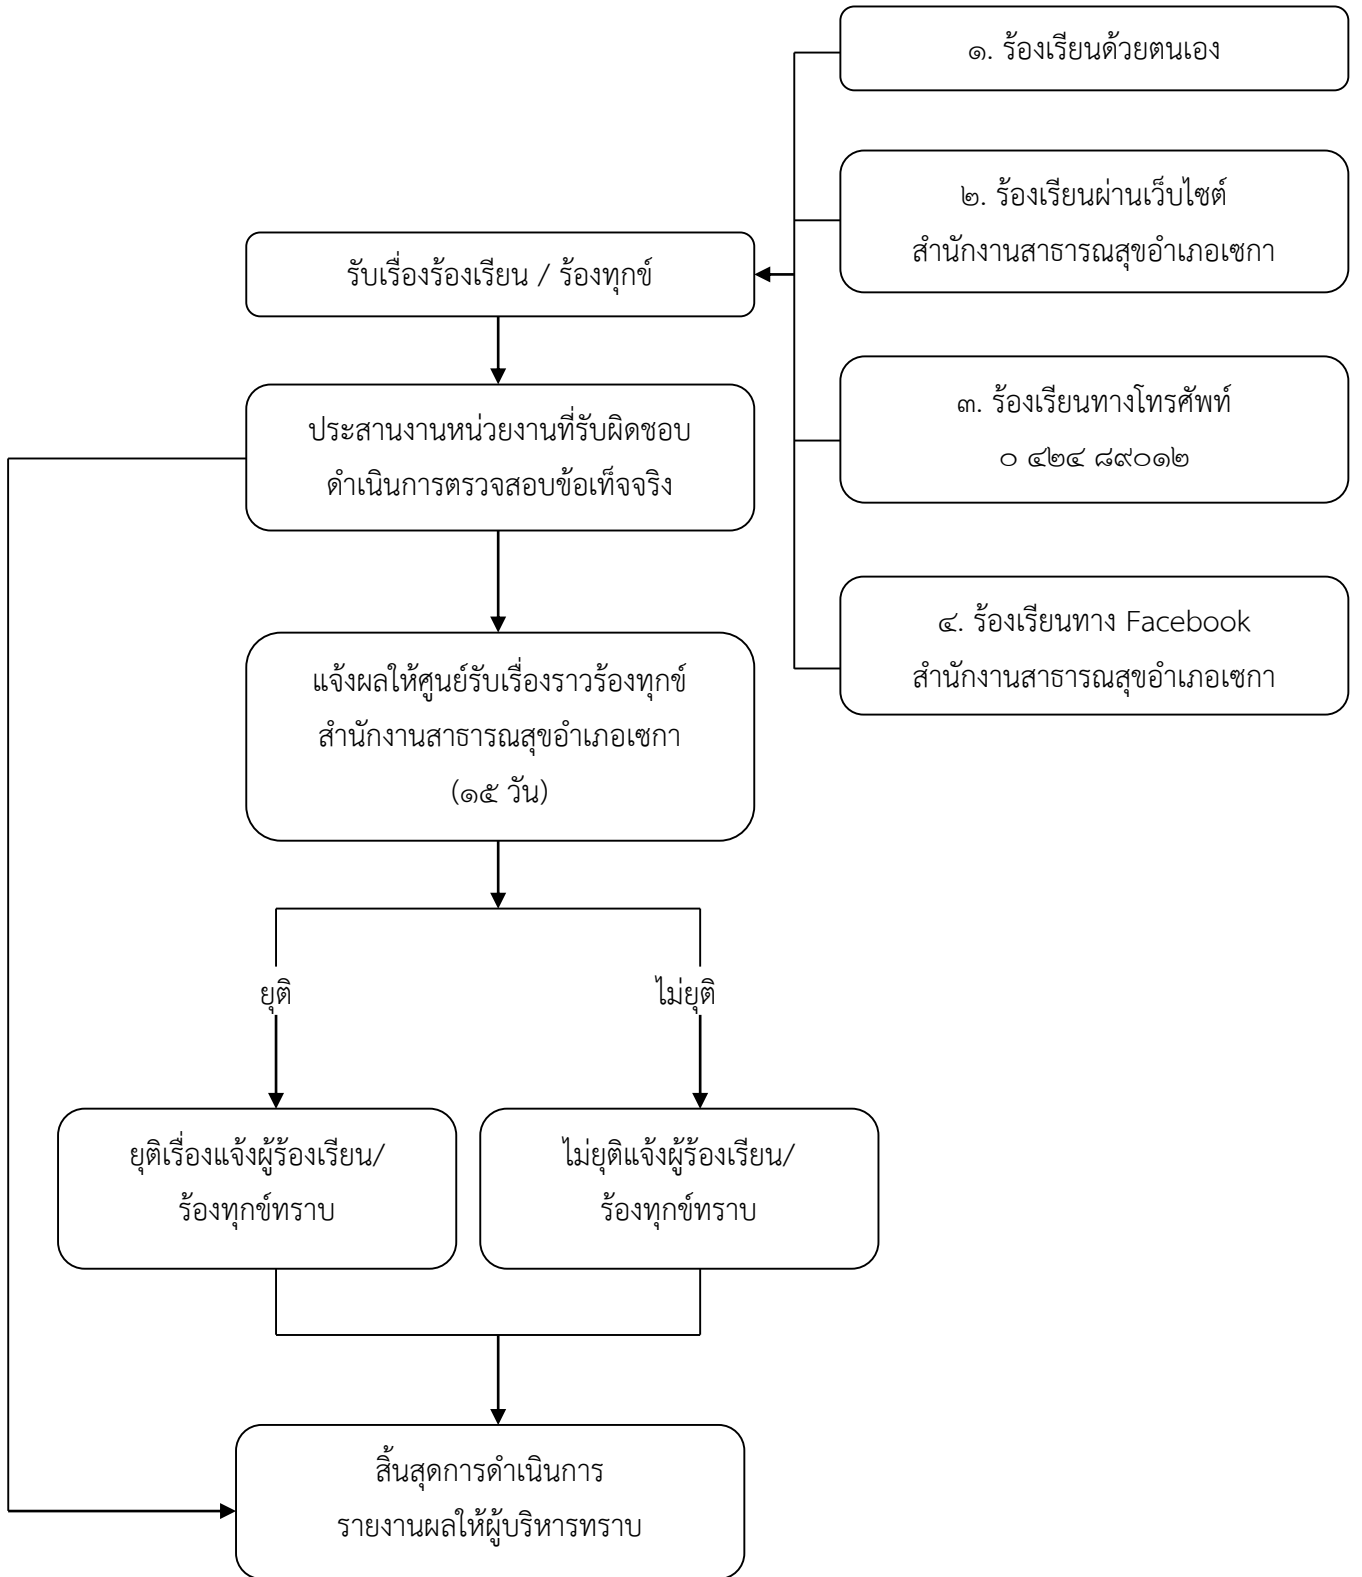 ๑. ร้องเรียนด้วยตนเอง
๒. ร้องเรียนผ่านเว็บไซต์
สำนักงานสาธารณสุขอำเภอเซกา
รับเรื่องร้องเรียน / ร้องทุกข์
๓. ร้องเรียนทางโทรศัพท์
๐ ๔๒๔ ๘๙๐๑๒
ประสานงานหน่วยงานที่รับผิดชอบ
ดำเนินการตรวจสอบข้อเท็จจริง
๔. ร้องเรียนทาง Facebook
สำนักงานสาธารณสุขอำเภอเซกา
แจ้งผลให้ศูนย์รับเรื่องราวร้องทุกข์
สำนักงานสาธารณสุขอำเภอเซกา
(๑๕ วัน)
ยุติ
ไม่ยุติ
ยุติเรื่องแจ้งผู้ร้องเรียน/
ร้องทุกข์ทราบ
ไม่ยุติแจ้งผู้ร้องเรียน/
ร้องทุกข์ทราบ
สิ้นสุดการดำเนินการ
รายงานผลให้ผู้บริหารทราบ